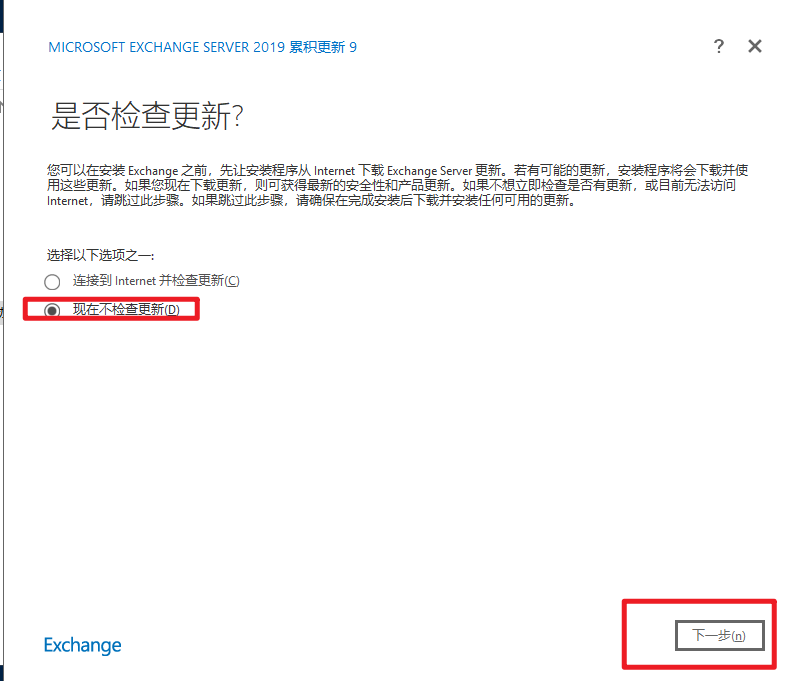 MICROSOFT EXCHANGE SERVER 2019 累积更新 9
?
是否检查更新?
您可以在安装 Exchange 之前，先让安装程序从 Internet 下载 Exchange Server 更新。若有可能的更新，安装程序将会下载并使
用这些更新。如果您现在下载更新，则可获得最新的安全性和产品更新。如果不想立即检查是否有更新，或目前无法访问
Internet，请跳过此步骤。如果跳过此步骤，请确保在完成安装后下载并安装任何可用的更新。
选择以下选项之一:
连接到 Internet 并检查更新(C)
现在不检查更新(D)
Exchange
下一步(n)